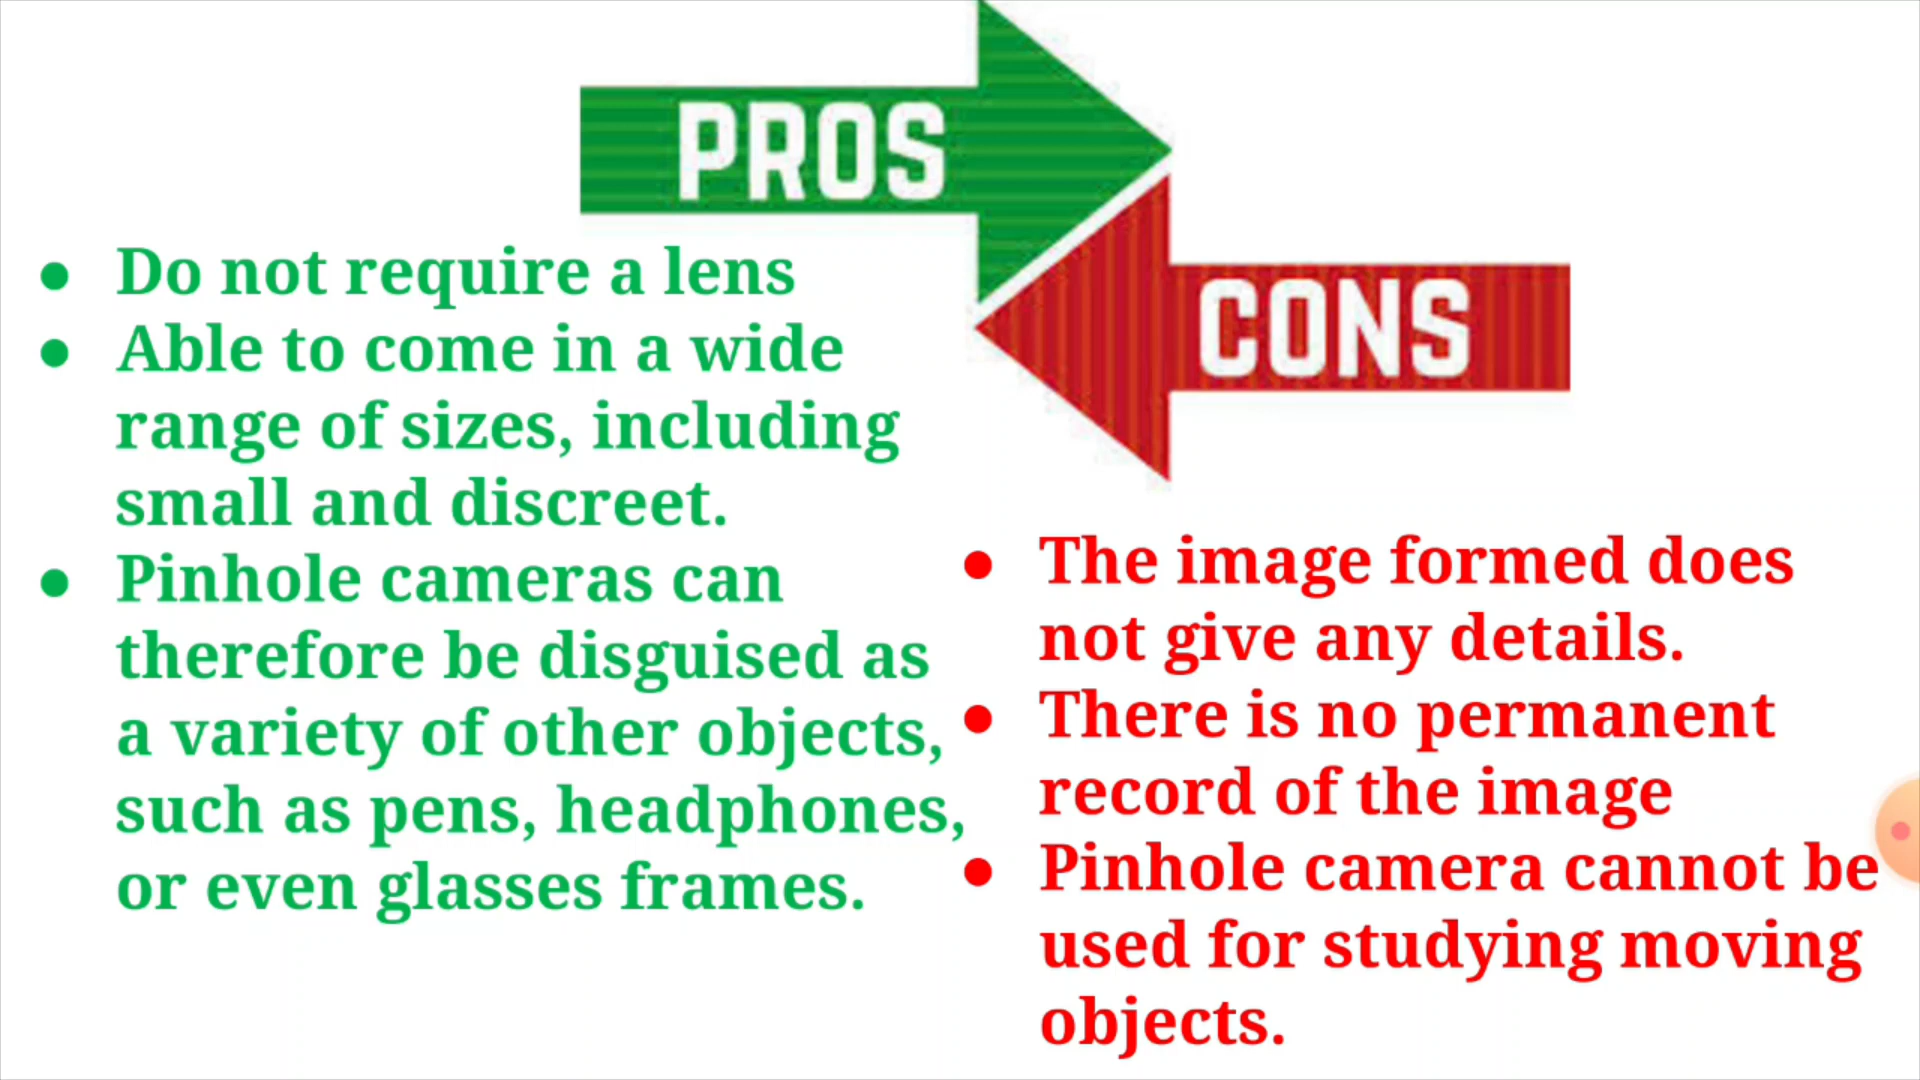 PROS
CONS
● Do not require a lens
● Able to come in a wide
range of sizes, including
small and discreet.
● Pinhole cameras can
therefore be disguised as
a variety of other objects,
such as pens, headphones,
or even glasses frames.
● The image formed does
not give any details.
● There is no permanent
record of the image
● Pinhole camera cannot be
used for studying moving
objects.